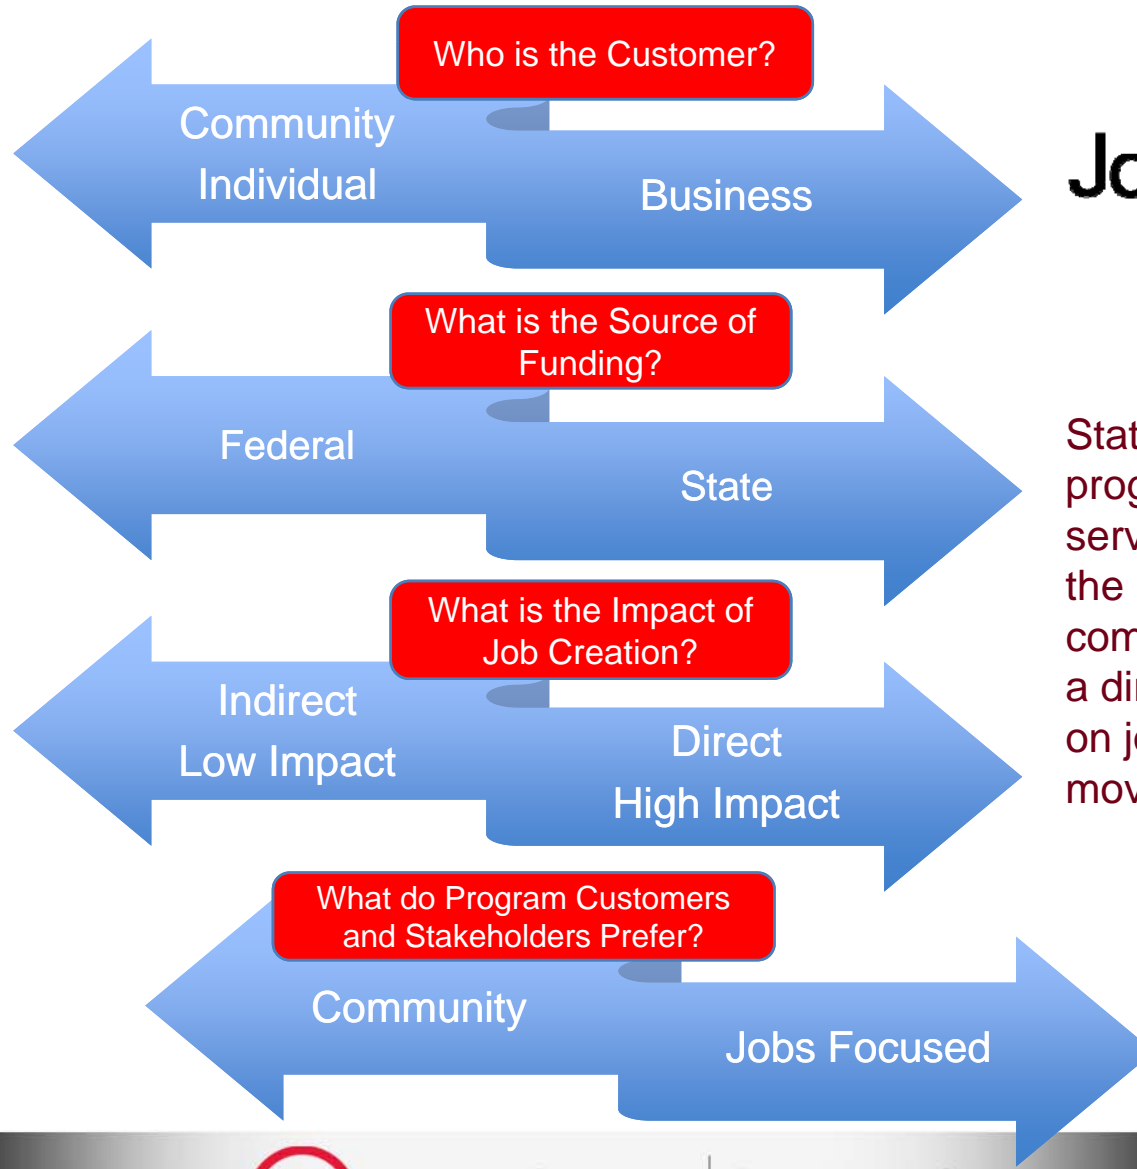 Who is the Customer?
Community
Individual
Business
What is the Source of
Funding?
Federal
State
What is the Impact of
Job Creation?
Indirect
Low Impact
Direct
High Impact
What do Program Customers
and Stakeholders Prefer?
Community
Jobs Focused
the
on